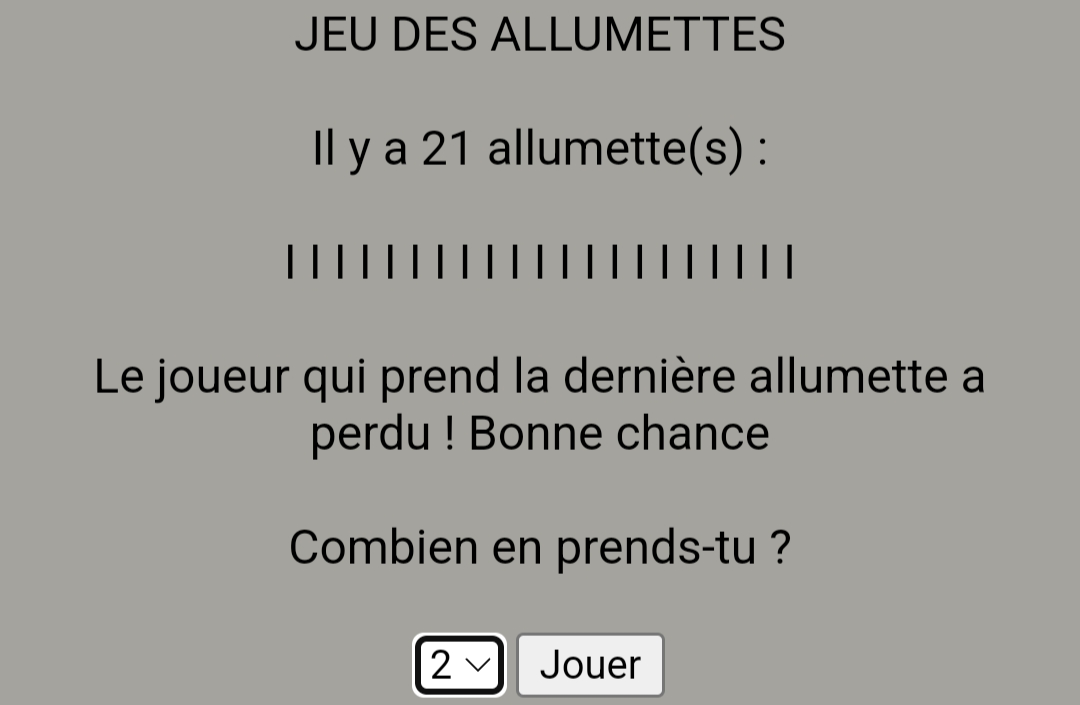 JEU DES ALLUMETTES
Il y a 21 allumette(s) :
| | | | | | | | | | | | | | | | | | | | |
Le joueur qui prend la dernière allumette a
perdu ! Bonne chance
Combien en prends-tu ?
2 Jouer